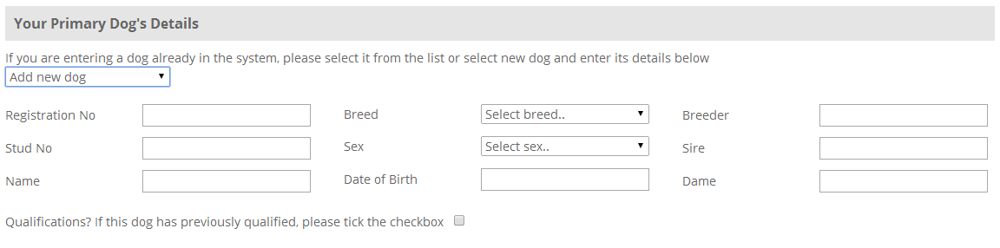 Your Primary Dog's Details
If you are entering a dog already in the system, please select it from the list or select new dog and enter its details below
Add new dog
Registration No Breed Select breed.. Breeder
Stud No Sex Select sex.. Sire
Name Date of Birth Dame
Qualifications? If this dog has previously qualified, please tick the checkbox